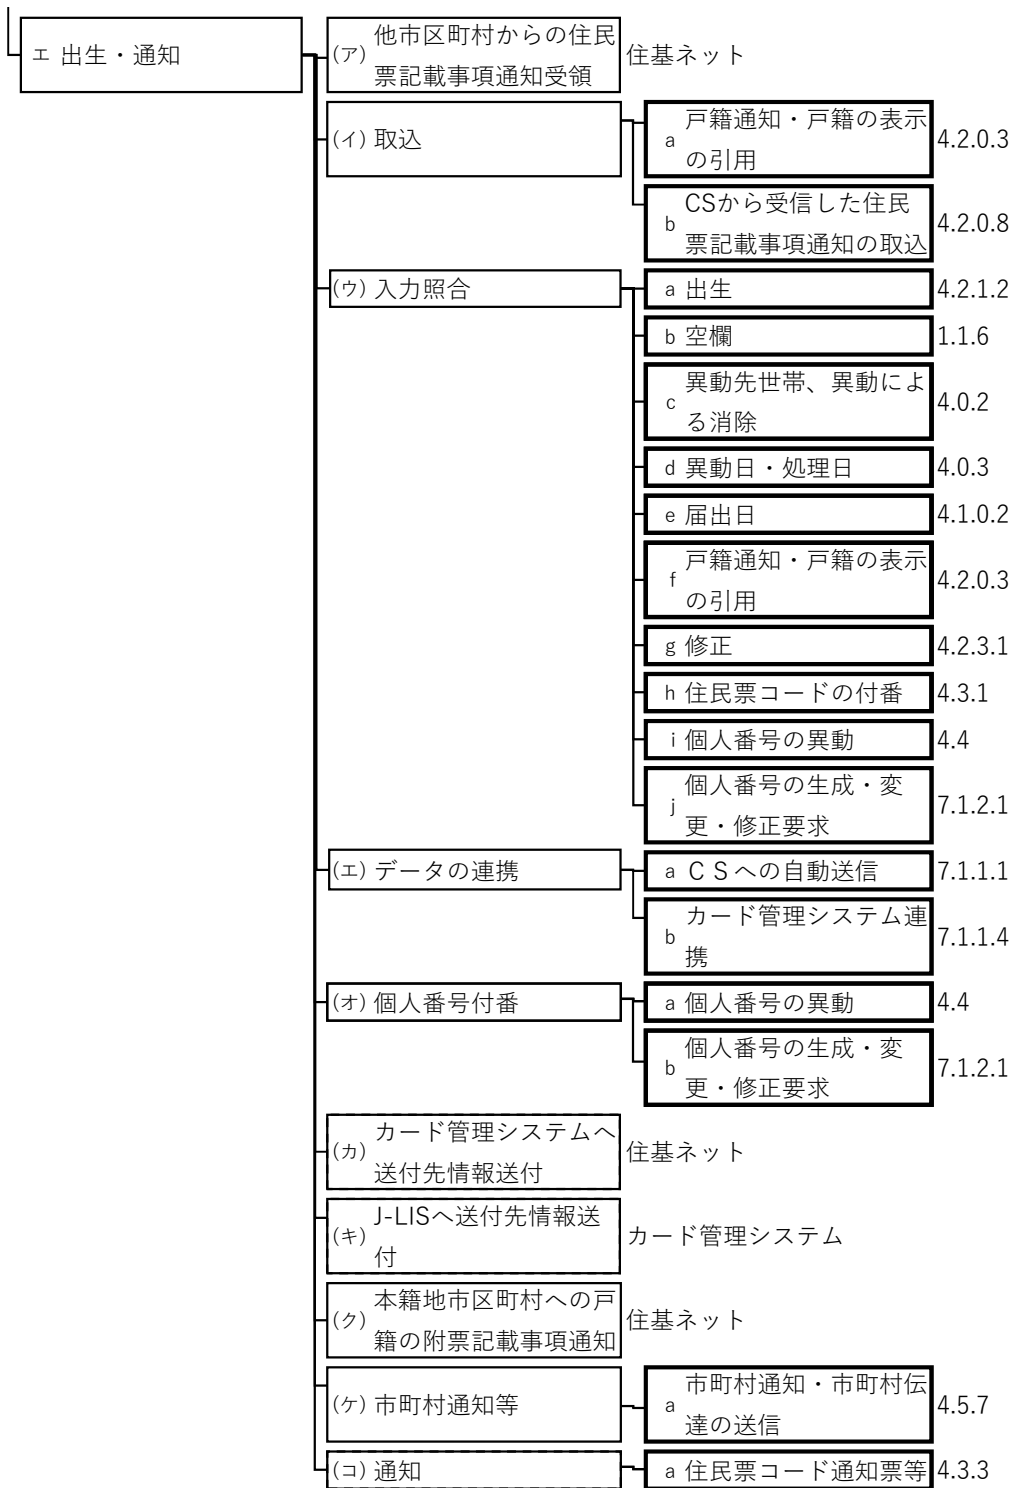 エ 出生・通知
(ア) 他市区町村からの住民
票記載事項通知受領
住基ネット
(イ) 取込
a 戸籍通知・戸籍の表示
の引用
4.2.0.3
b CSから受信した住民
票記載事項通知の取込
4.2.0.8
(ウ) 入力照合
a 出生
4.2.1.2
b 空欄
1.1.6
c 異動先世帯、異動によ
る消除
4.0.2
d 異動日・処理日
4.0.3
e 届出日
4.1.0.2
f 戸籍通知・戸籍の表示
の引用
4.2.0.3
g 修正
4.2.3.1
h 住民票コードの付番
4.3.1
i 個人番号の異動
4.4
j 個人番号の生成・変
更・修正要求
7.1.2.1
(エ) データの連携
a ＣＳへの自動送信
7.1.1.1
b カード管理システム連
携
7.1.1.4
(オ) 個人番号付番
a 個人番号の異動
4.4
b 個人番号の生成・変
更・修正要求
7.1.2.1
(カ) カード管理システムへ
送付先情報送付
住基ネット
(キ) J-LISへ送付先情報送
付
カード管理システム
(ク) 本籍地市区町村への戸
籍の附票記載事項通知
住基ネット
(ケ) 市町村通知等
a 市町村通知・市町村伝
達の送信
4.5.7
(コ) 通知
a 住民票コード通知票等
4.3.3